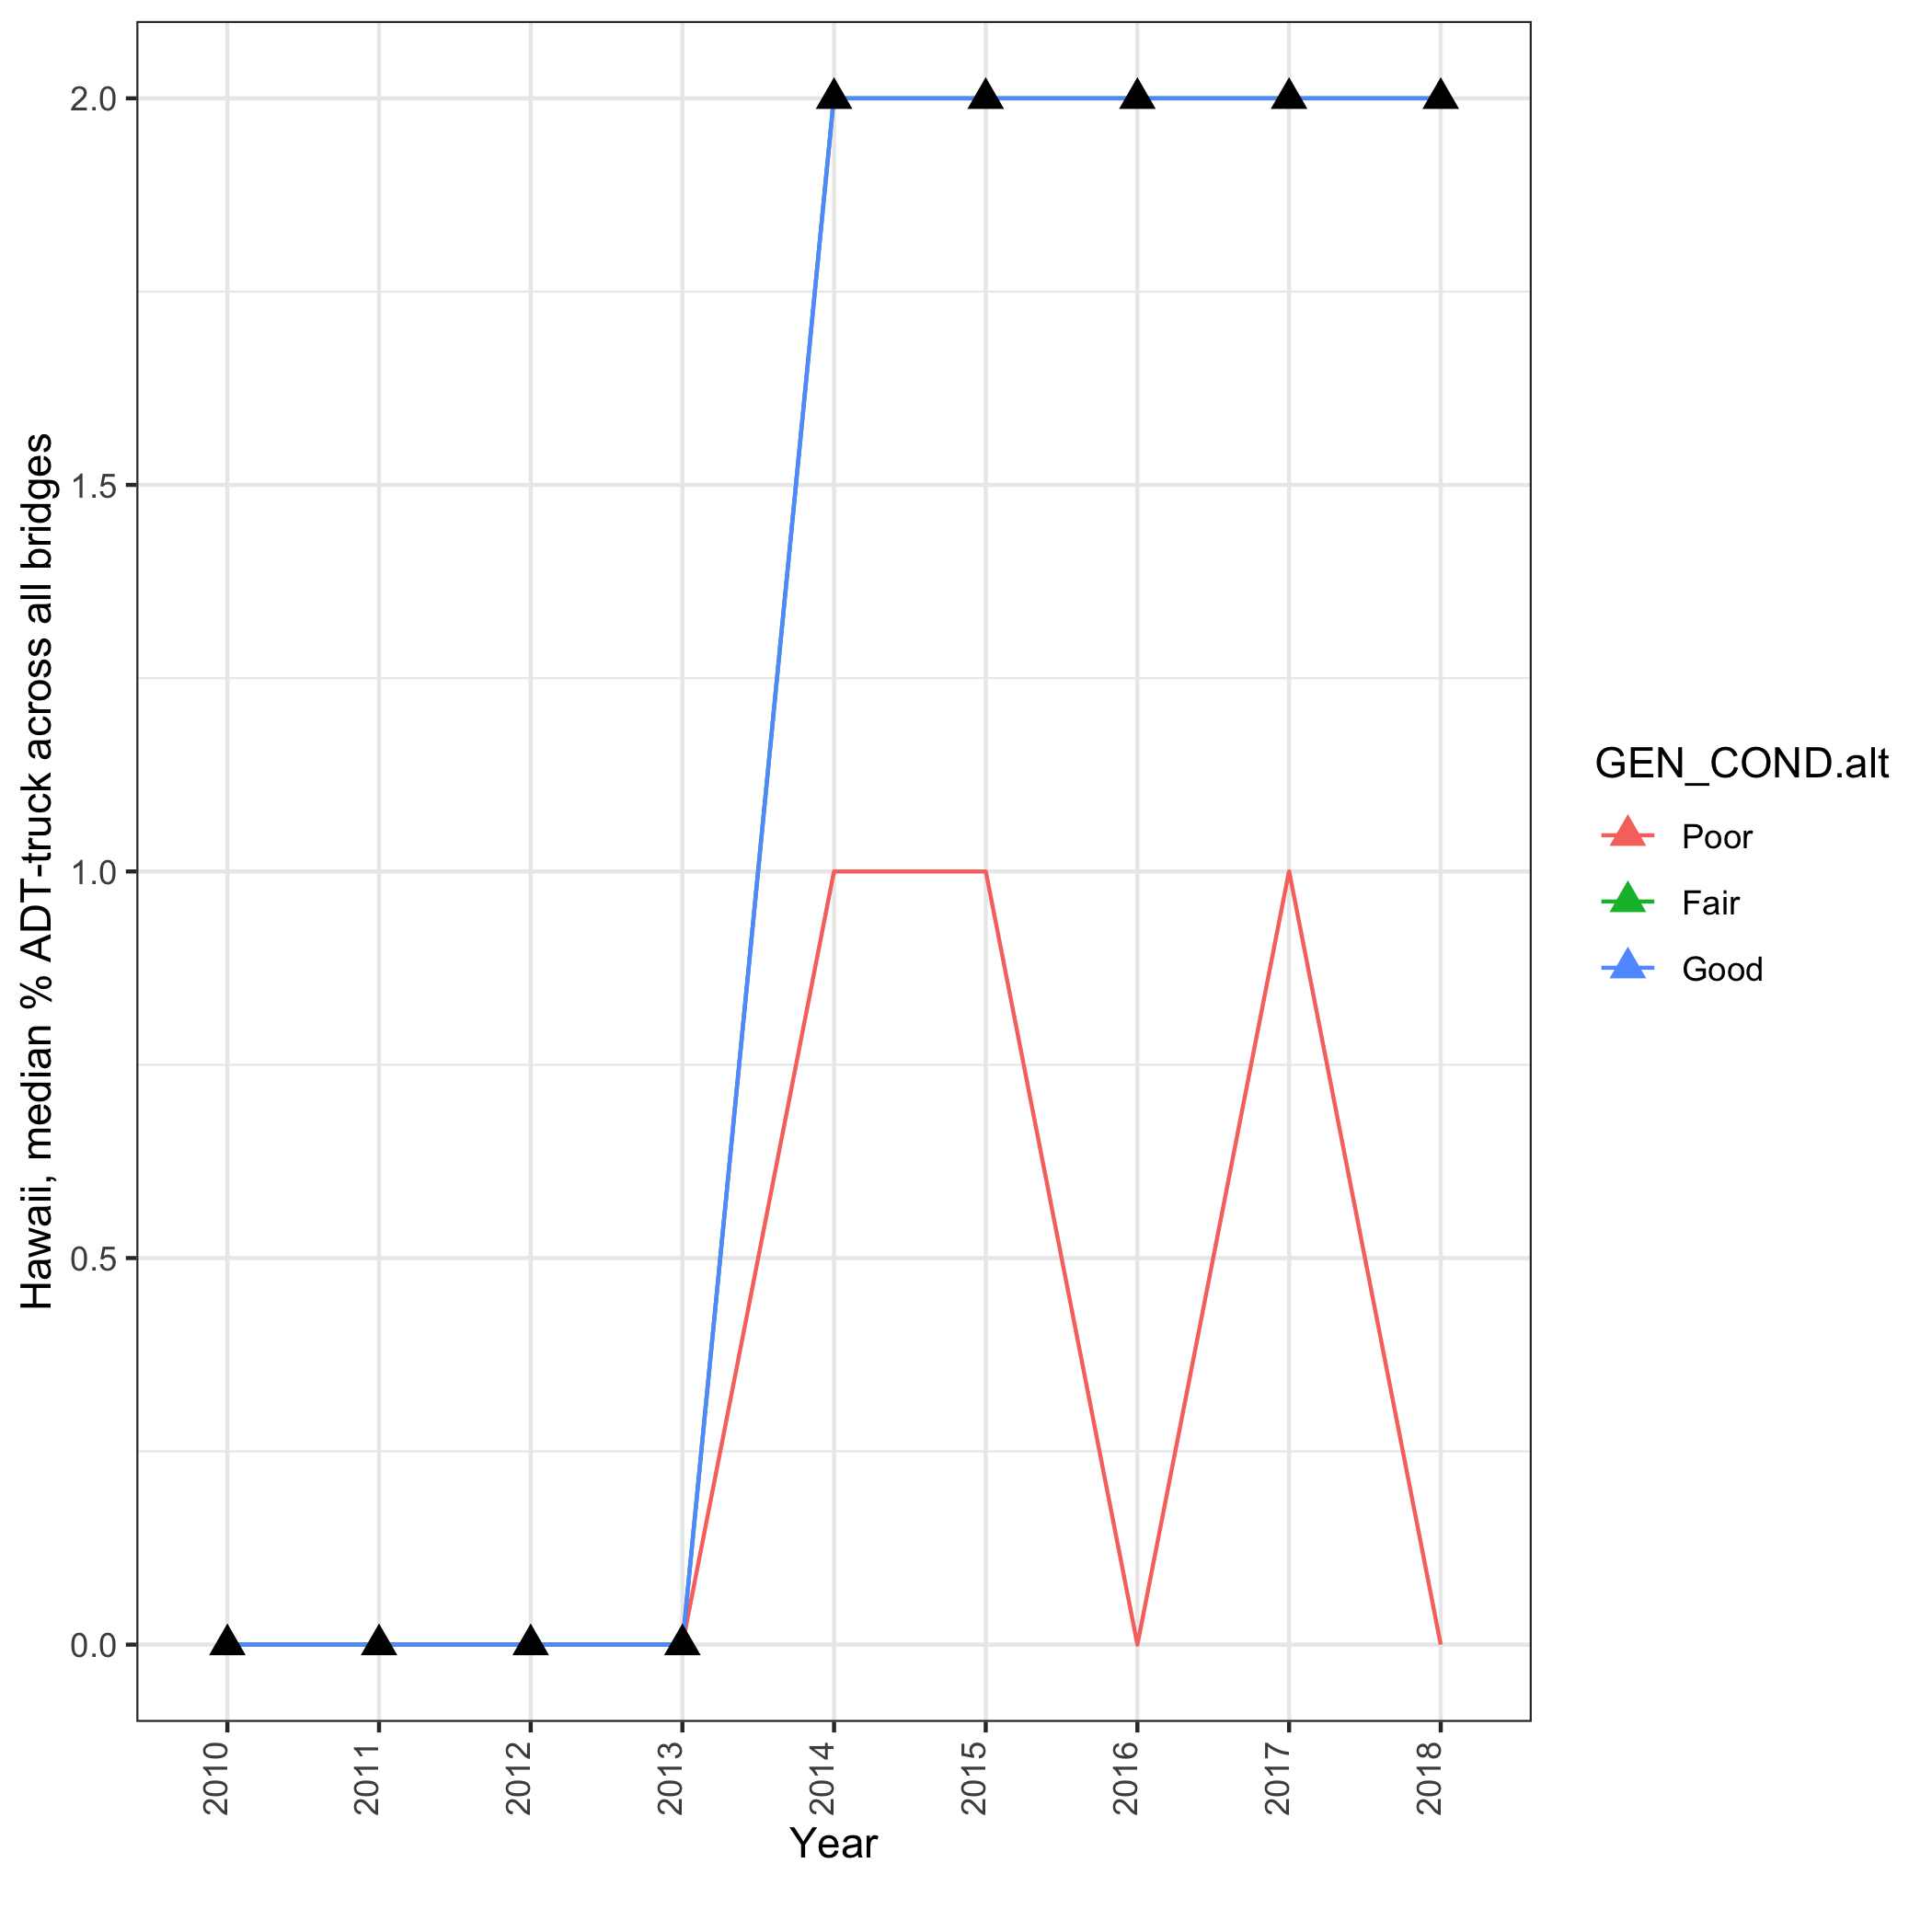 Hawaii, median % ADT-truck across all bridges
2.0
1.5
1.0
0.5
0.0
2010
2011
2012
2013
2014
2015
2016
2017
2018
Year
GEN_COND.alt
Poor
Fair
Good